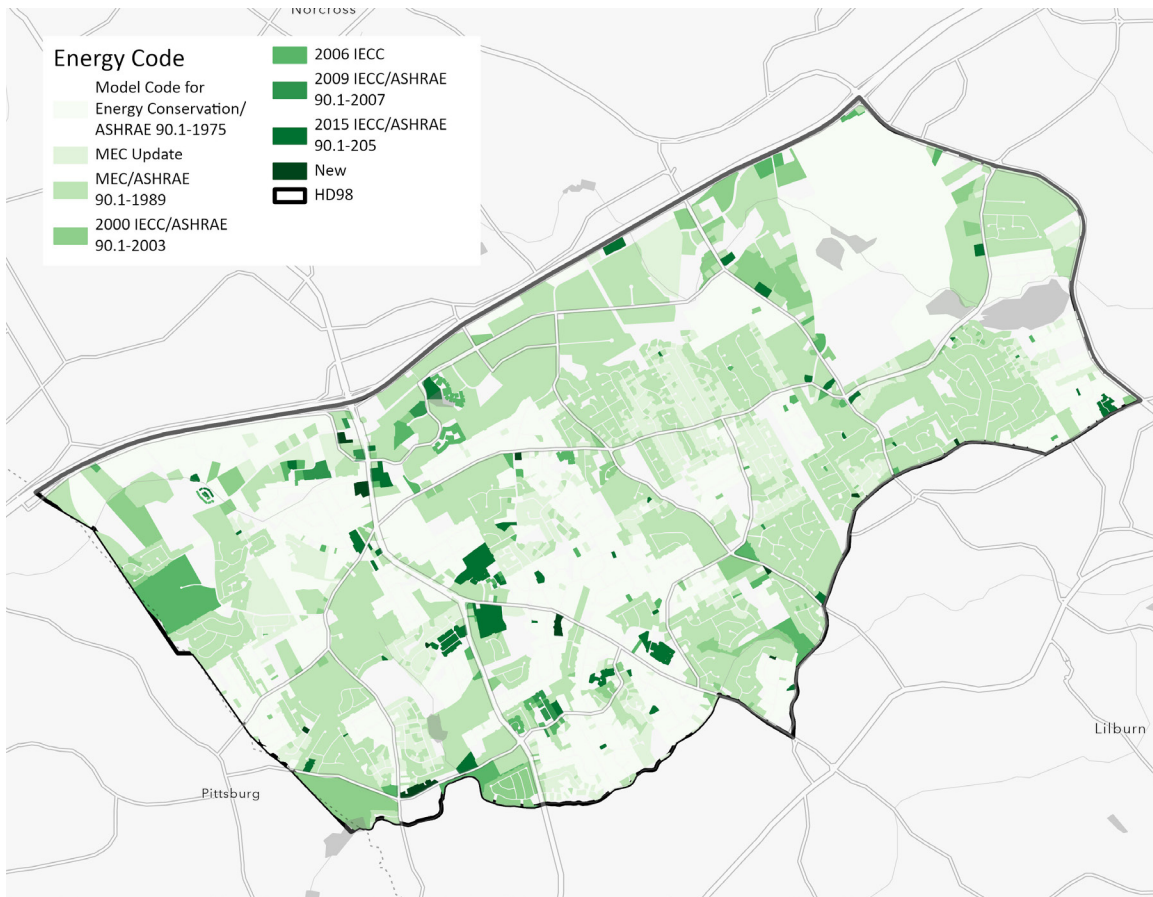 Norcross
Energy Code
Model Code for
Energy Conservation/
ASHRAE 90.1-1975
MEC Update
MEC/ASHRAE
90.1-1989
2000 IECC/ASHRAE
90.1-2003
2006 IECC
2009 IECC/ASHRAE
90.1-2007
2015 IECC/ASHRAE
90.1-205
New
HD98
Lilburn
Pittsburg